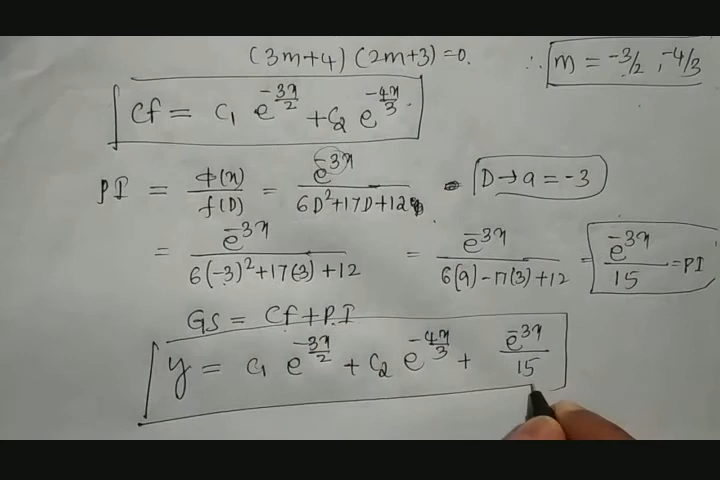 (3m+4) (2m+3) =0. ∴ m = -3/2 , -4/3
Cf = C1 e^(-3x/2) + C2 e^(-4x/3).
PI = ϕ(x)/f(D) = e^(-3x)/(6D²+17D+12) D→a = -3
= e^(-3x)/(6(-3)²+17(-3)+12) = e^(-3x)/(6(9)-17(3)+12) = e^(-3x)/15 = PI
GS = Cf + P.I
y = C1 e^(-3x/2) + C2 e^(-4x/3) + e^(-3x)/15